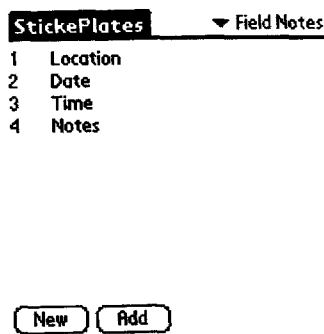 StickePlates Field Notes
1 Location
2 Date
3 Time
4 Notes
New Add